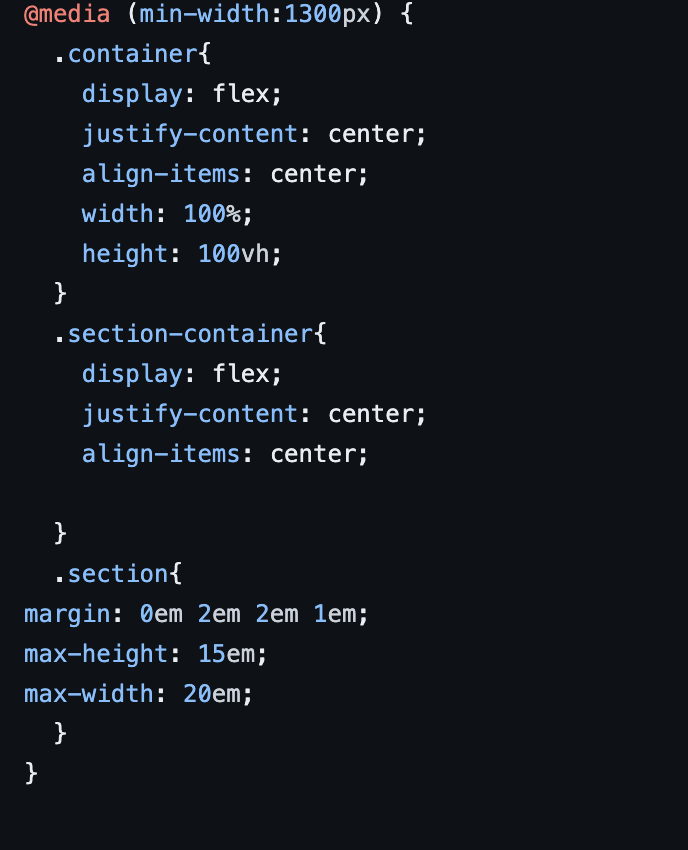 @media (min-width:1300px) {
  .container{
    display: flex;
    justify-content: center;
    align-items: center;
    width: 100%;
    height: 100vh;
  }
  .section-container{
    display: flex;
    justify-content: center;
    align-items: center;

  }
  .section{
margin: 0em 2em 2em 1em;
max-height: 15em;
max-width: 20em;
  }
}